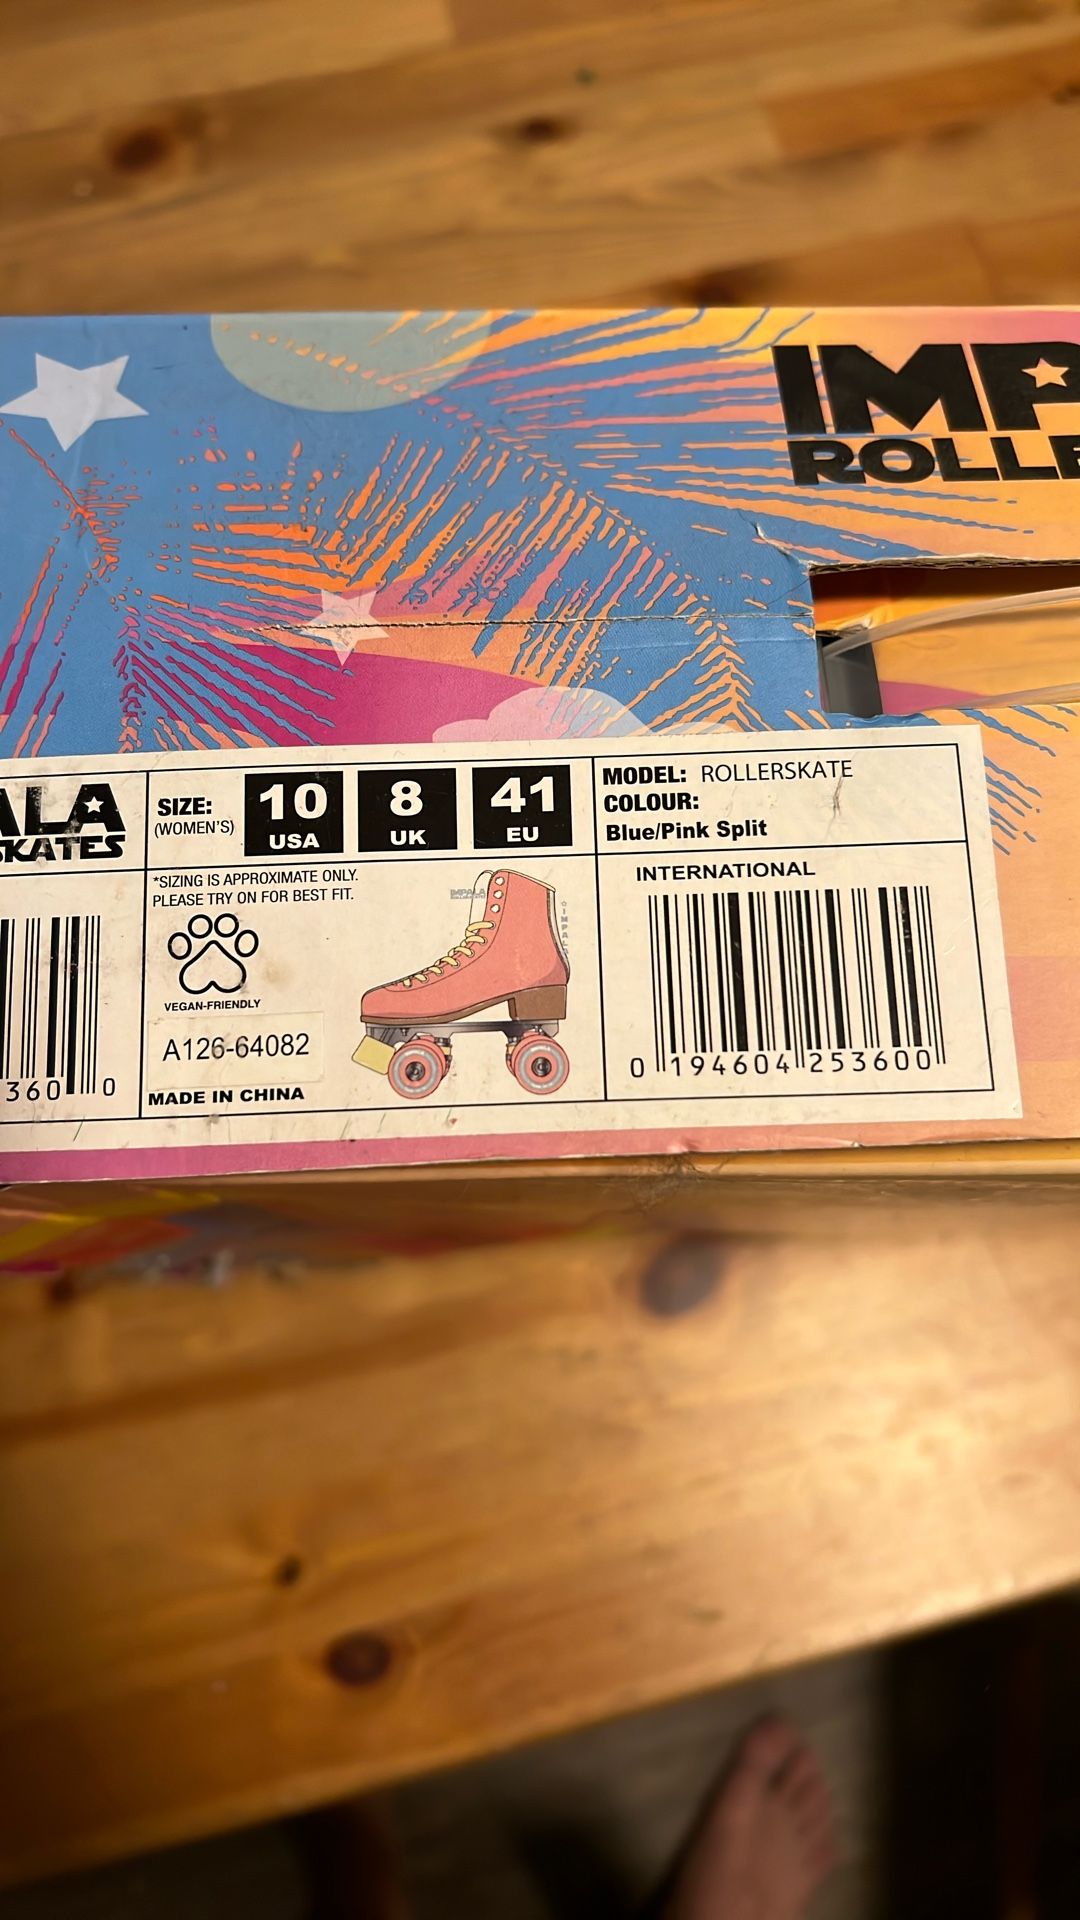 IMP
ROLLE
ALA
SKATES
SIZE:
(WOMEN'S)
10
USA
8
UK
41
EU
MODEL: ROLLERSKATE
COLOUR:
Blue/Pink Split
*SIZING IS APPROXIMATE ONLY.
PLEASE TRY ON FOR BEST FIT.
VEGAN-FRIENDLY
A126-64082
MADE IN CHINA
360 0
IMPALA
INTERNATIONAL
0 194604 253600